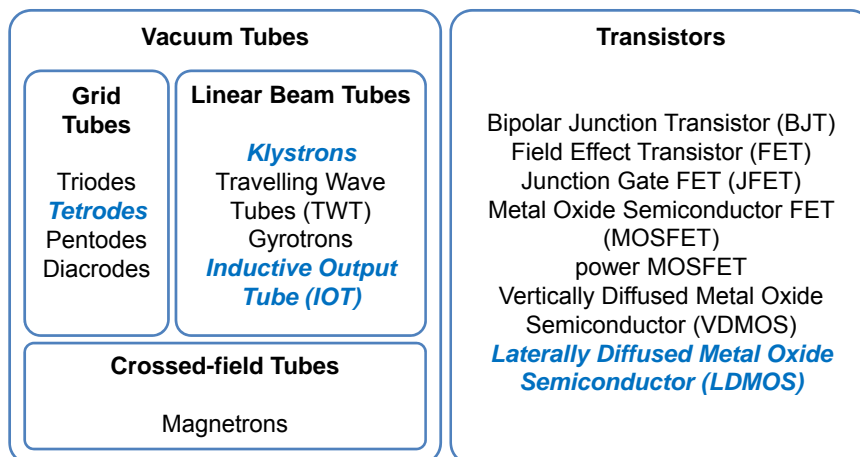 Vacuum Tubes
Grid
Tubes
Triodes
Tetrodes
Pentodes
Diacrodes
Linear Beam Tubes
Klystrons
Travelling Wave
Tubes (TWT)
Gyrotrons
Inductive Output
Tube (IOT)
Crossed-field Tubes
Magnetrons
Transistors
Bipolar Junction Transistor (BJT)
Field Effect Transistor (FET)
Junction Gate FET (JFET)
Metal Oxide Semiconductor FET
(MOSFET)
power MOSFET
Vertically Diffused Metal Oxide
Semiconductor (VDMOS)
Laterally Diffused Metal Oxide
Semiconductor (LDMOS)